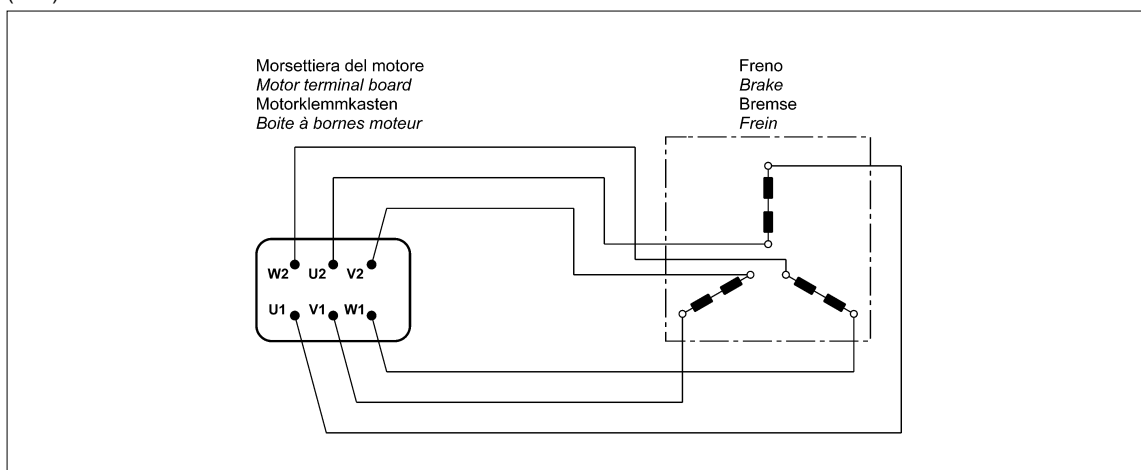 Morsettiera del motore
Motor terminal board
Motorklemmkasten
Boite à bornes moteur
Freno
Brake
Bremse
Frein
W2 U2 V2
U1 V1 W1